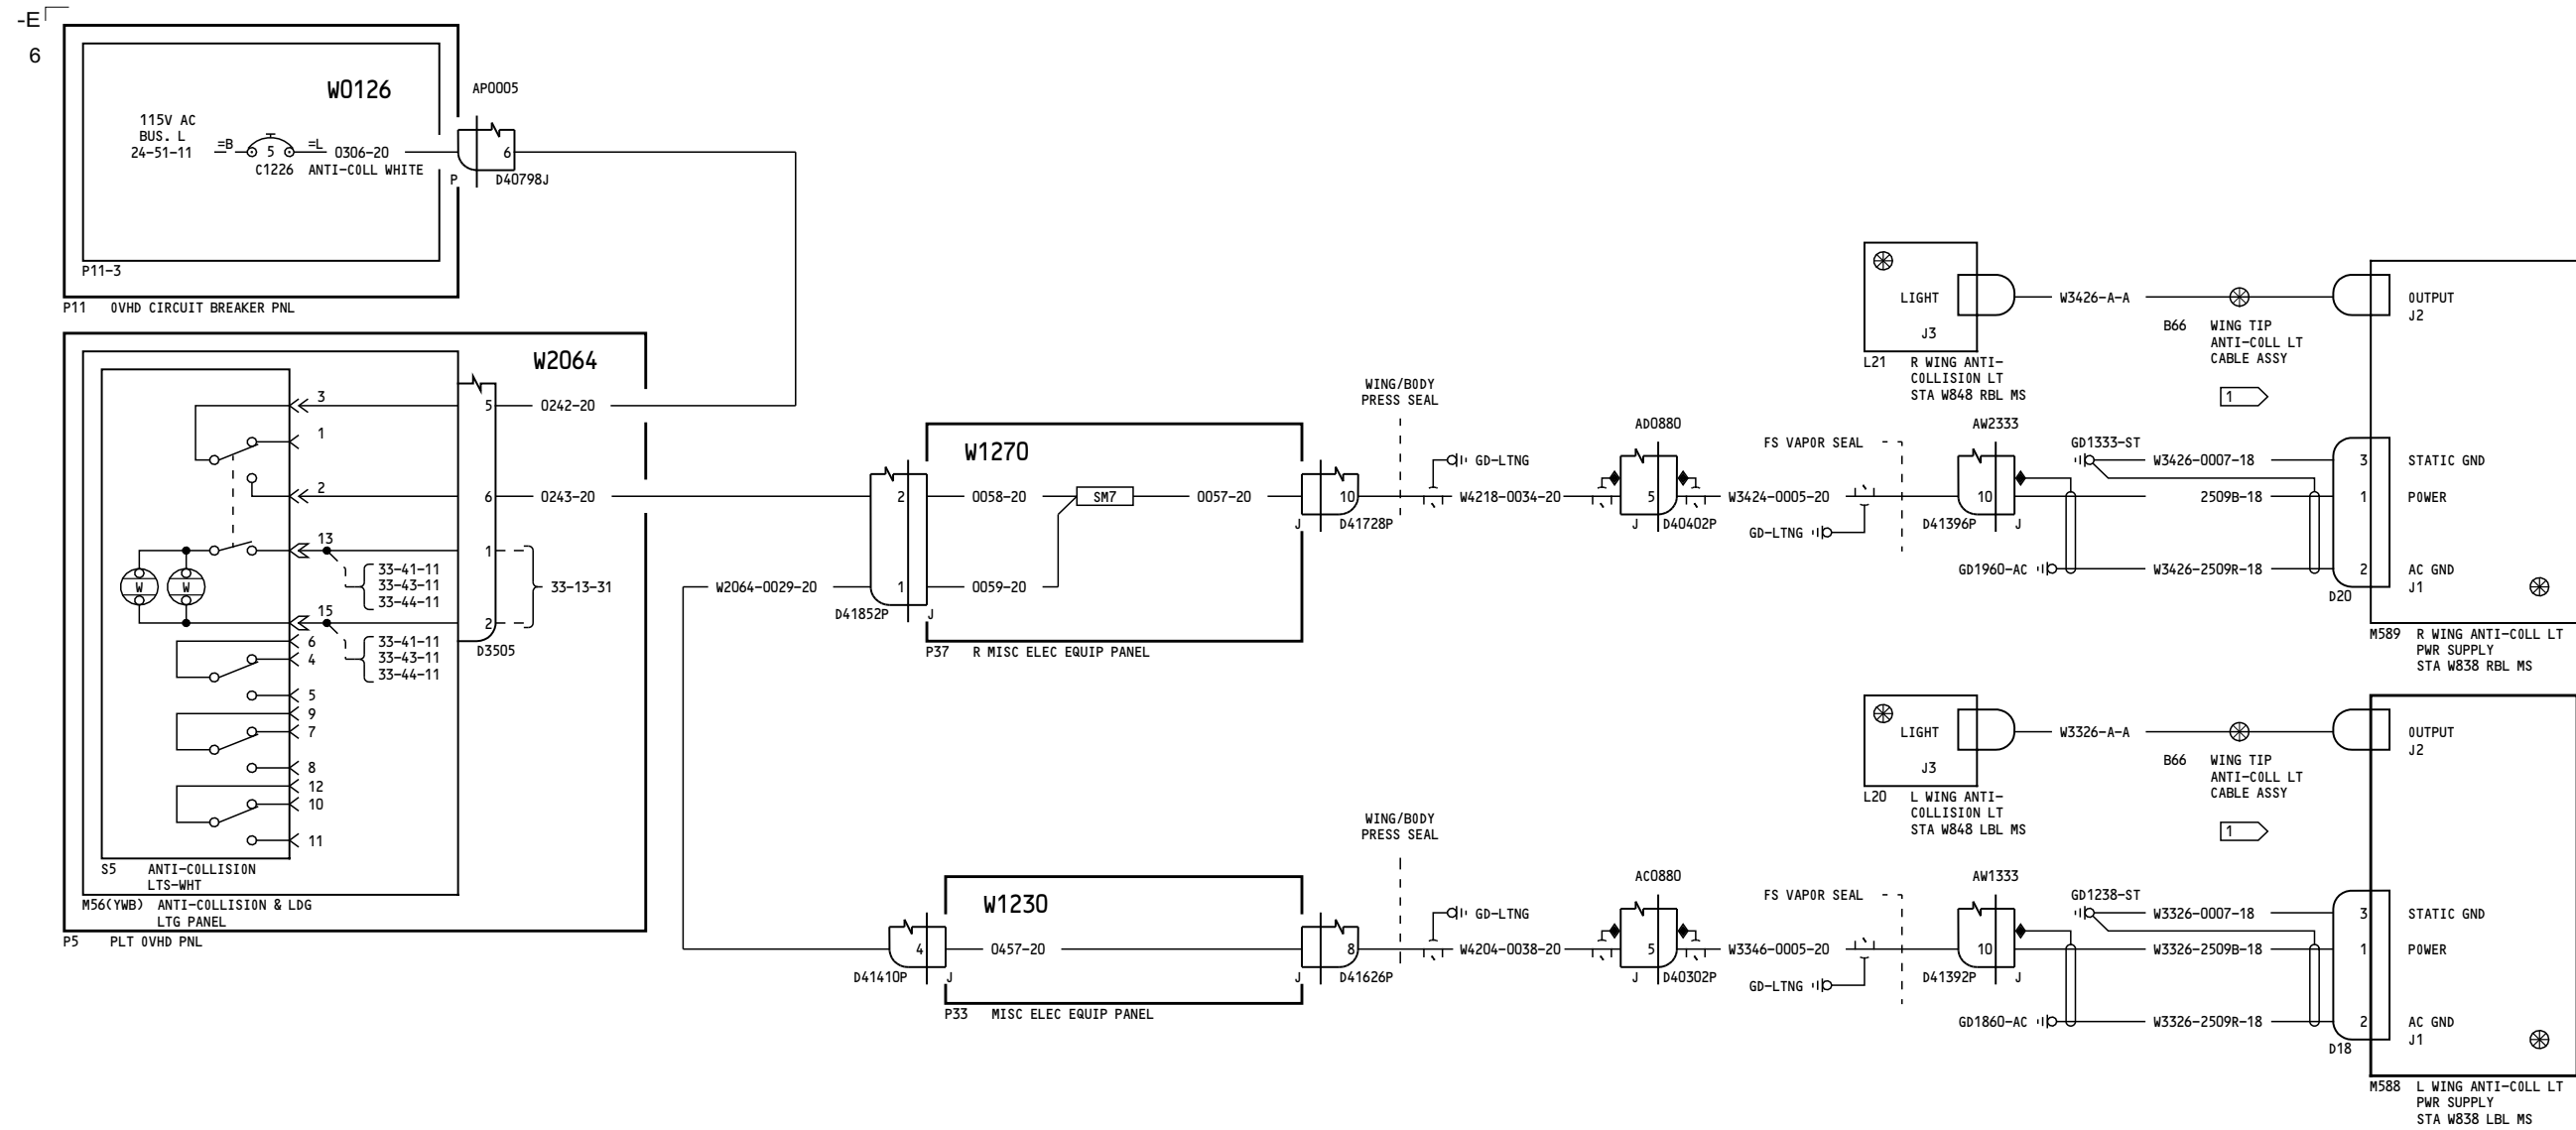 -E
6
W0126
AP0005
115V AC
BUS. L
24-51-11
=B
5
=L
0306-20
C1226
ANTI-COLL WHITE
6
P
D40798J
P11-3
P11
OVHD CIRCUIT BREAKER PNL
W2064
3
5
0242-20
1
2
6
0243-20
13
1
33-41-11
33-43-11
33-44-11
33-13-31
W
W
15
2
33-41-11
33-43-11
33-44-11
D3505
6
4
5
9
7
8
12
10
11
S5
ANTI-COLLISION
LTS-WHT
M56(YWB)
ANTI-COLLISION & LDG
LTG PANEL
P5
PLT OVHD PNL
W1270
2
0058-20
SM7
0057-20
10
J
D41728P
W2064-0029-20
1
0059-20
D41852P
J
P37
R MISC ELEC EQUIP PANEL
WING/BODY
PRESS SEAL
GD-LTNG
W4218-0034-20
AD0880
5
J
D40402P
FS VAPOR SEAL
W3424-0005-20
GD-LTNG
AW2333
10
D41396P
J
LIGHT
J3
L21
R WING ANTI-
COLLISION LT
STA W848 RBL MS
W3426-A-A
B66
WING TIP
ANTI-COLL LT
CABLE ASSY
1
OUTPUT
J2
GD1333-ST
W3426-0007-18
3
STATIC GND
2509B-18
1
POWER
GD1960-AC
W3426-2509R-18
2
AC GND
D20
J1
M589
R WING ANTI-COLL LT
PWR SUPPLY
STA W838 RBL MS
W1230
4
0457-20
8
D41410P
J
J
D41626P
P33
MISC ELEC EQUIP PANEL
WING/BODY
PRESS SEAL
GD-LTNG
W4204-0038-20
AC0880
5
J
D40302P
FS VAPOR SEAL
W3346-0005-20
GD-LTNG
AW1333
10
D41392P
J
LIGHT
J3
L20
L WING ANTI-
COLLISION LT
STA W848 LBL MS
W3326-A-A
B66
WING TIP
ANTI-COLL LT
CABLE ASSY
1
OUTPUT
J2
GD1238-ST
W3326-0007-18
3
STATIC GND
W3326-2509B-18
1
POWER
GD1860-AC
W3326-2509R-18
2
AC GND
D18
J1
M588
L WING ANTI-COLL LT
PWR SUPPLY
STA W838 LBL MS